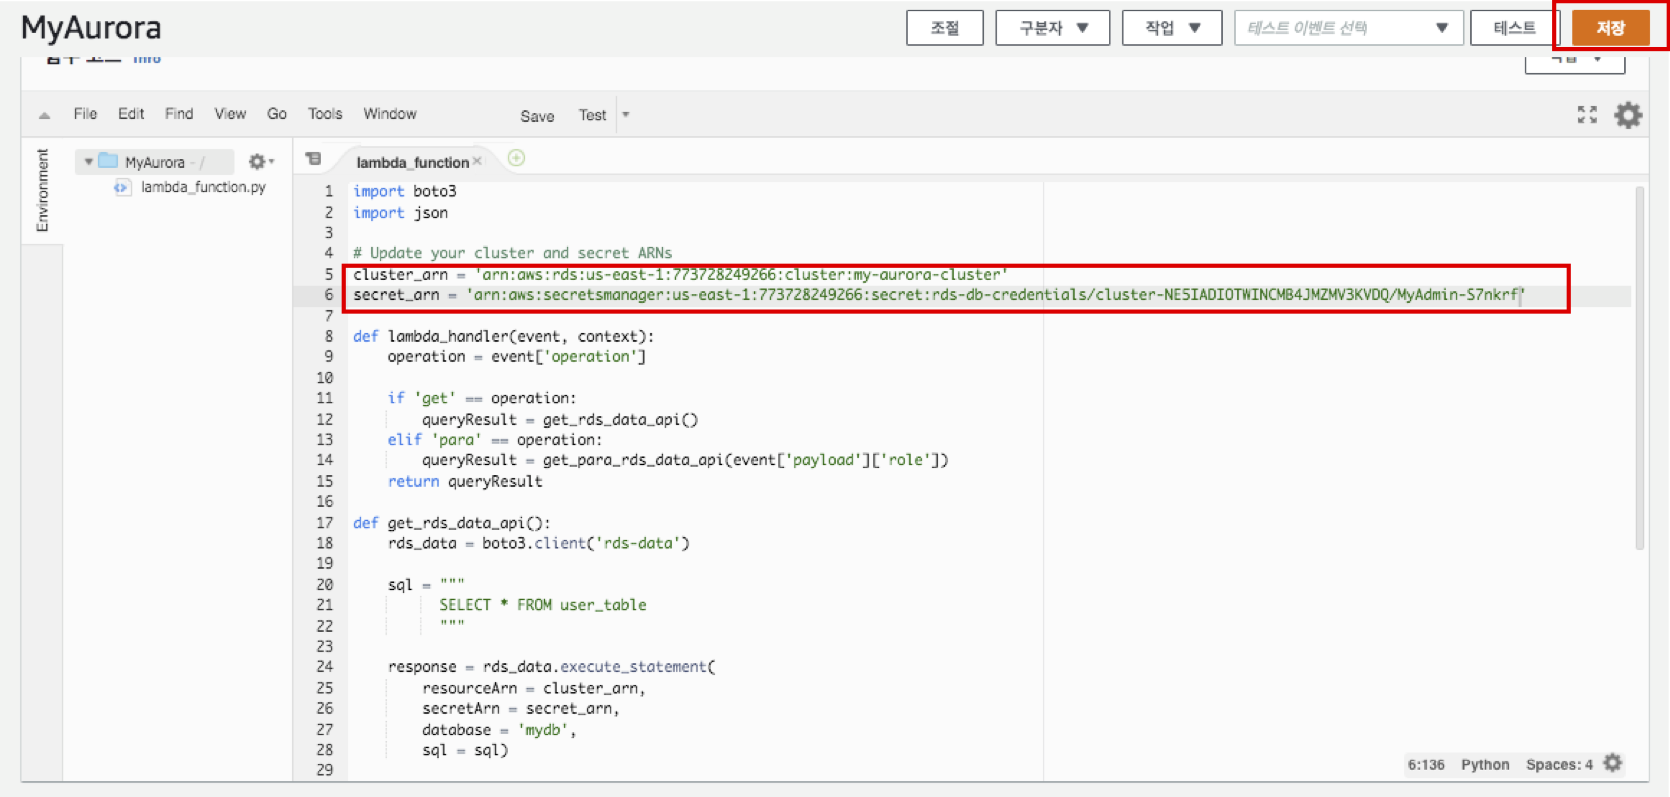 MyAurora
조절 구분자 작업 테스트 이벤트 선택 테스트 저장
함수 코드 Info
작업
File Edit Find View Go Tools Window Save Test
Environment
MyAurora - /
lambda_function.py
lambda_function
1 import boto3
2 import json
3
4 # Update your cluster and secret ARNs
5 cluster_arn = 'arn:aws:rds:us-east-1:773728249266:cluster:my-aurora-cluster'
6 secret_arn = 'arn:aws:secretsmanager:us-east-1:773728249266:secret:rds-db-credentials/cluster-NE5IADIOTWINCMB4JMZMV3KVDQ/MyAdmin-S7nkrf'
7
8 def lambda_handler(event, context):
9 operation = event['operation']
10
11 if 'get' == operation:
12 queryResult = get_rds_data_api()
13 elif 'para' == operation:
14 queryResult = get_para_rds_data_api(event['payload']['role'])
15 return queryResult
16
17 def get_rds_data_api():
18 rds_data = boto3.client('rds-data')
19
20 sql = """
21 SELECT * FROM user_table
22 """
23
24 response = rds_data.execute_statement(
25 resourceArn = cluster_arn,
26 secretArn = secret_arn,
27 database = 'mydb',
28 sql = sql)
29
6:136 Python Spaces: 4